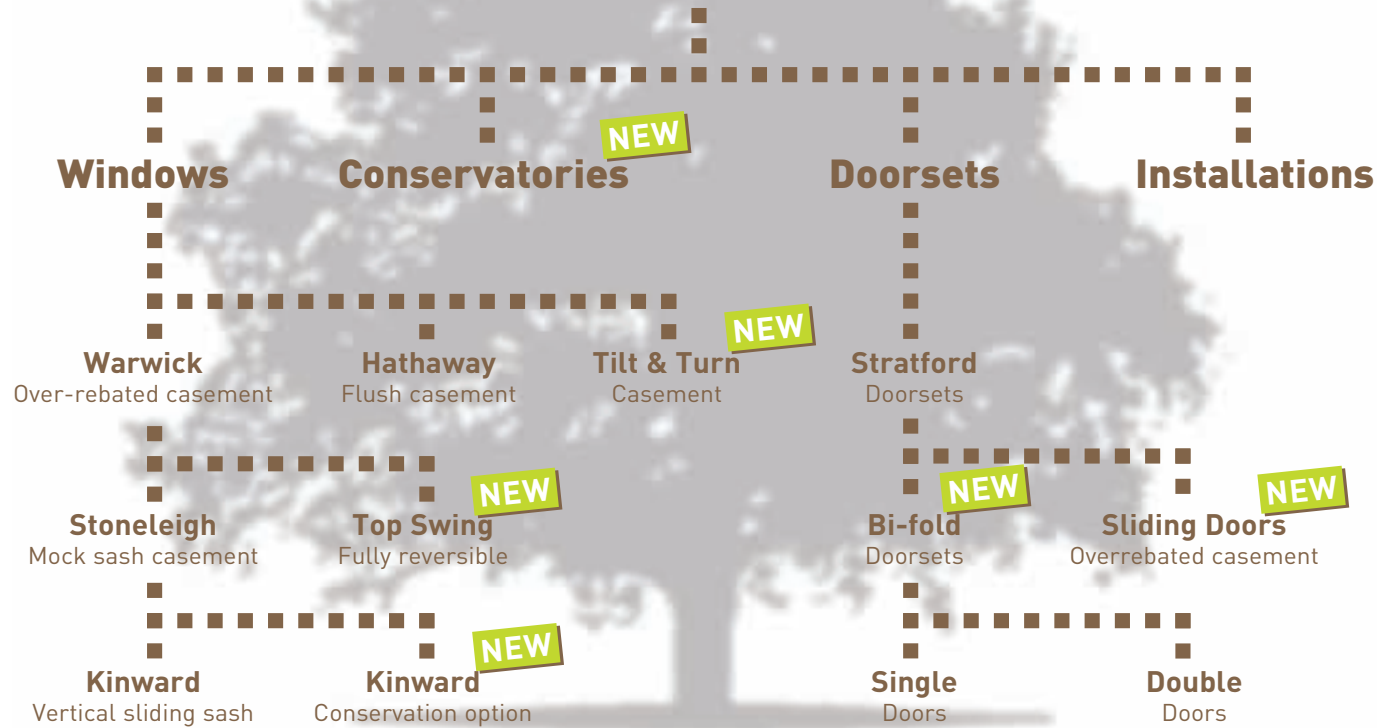 NEW
Windows
Conservatories
Doorsets
Installations
NEW
Warwick
Over-rebated casement
Hathaway
Flush casement
Tilt & Turn
Casement
Stratford
Doorsets
NEW
NEW
NEW
Stoneleigh
Mock sash casement
Top Swing
Fully reversible
Bi-fold
Doorsets
Sliding Doors
Overrebated casement
NEW
Kinward
Vertical sliding sash
Kinward
Conservation option
Single
Doors
Double
Doors